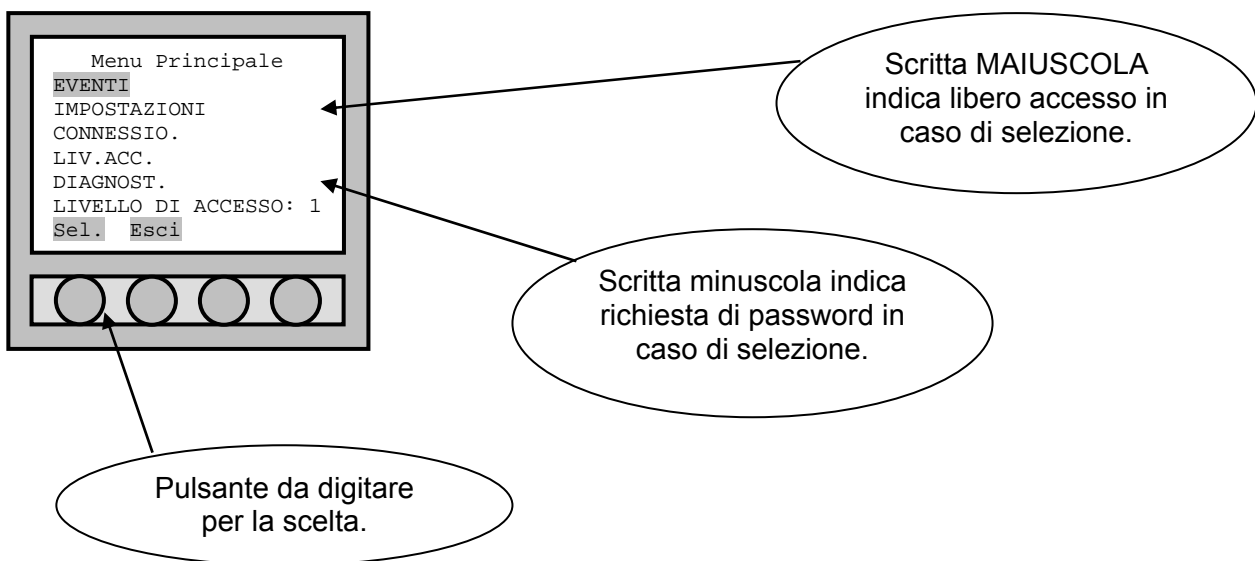 Menu Principale
EVENTI
IMPOSTAZIONI
CONNESSIO.
LIV.ACC.
DIAGNOST.
LIVELLO DI ACCESSO: 1
Sel. Esci
Scritta MAIUSCOLA
indica libero accesso in
caso di selezione.
Scritta minuscola indica
richiesta di password in
caso di selezione.
Pulsante da digitare
per la scelta.